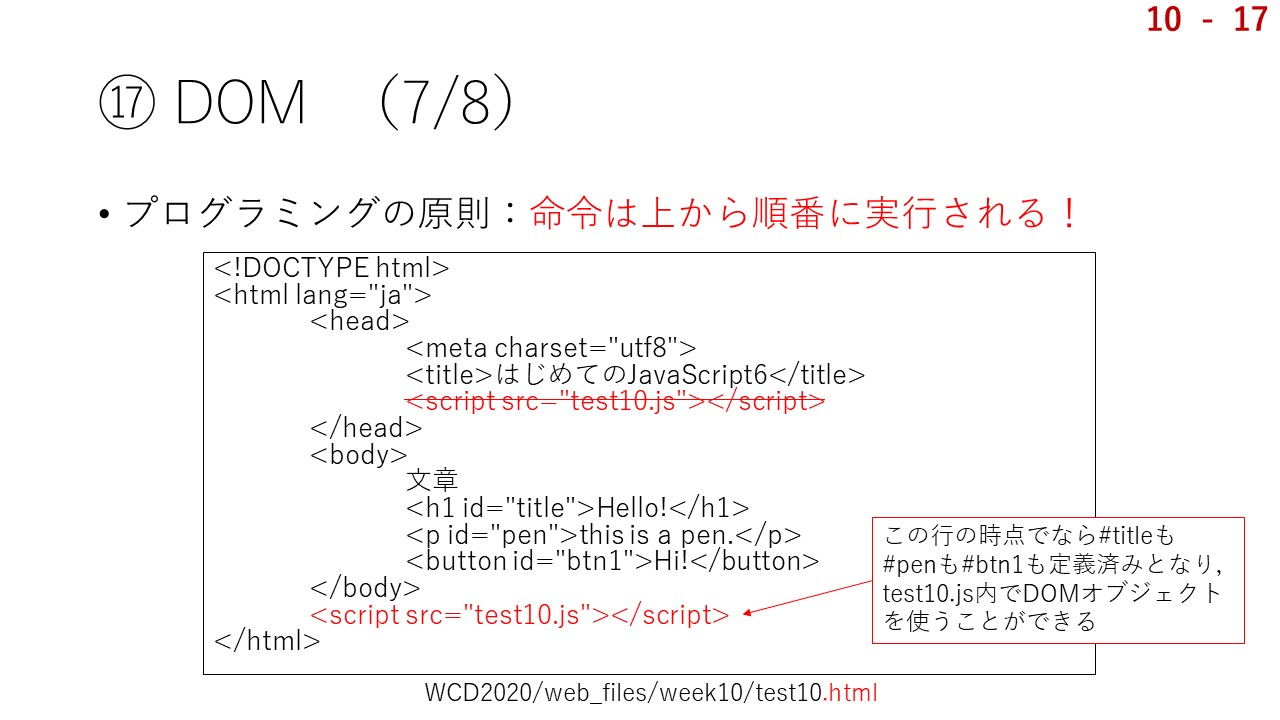 10 - 17
⑰ DOM （7/8）
• プログラミングの原則：命令は上から順番に実行される！
<!DOCTYPE html>
<html lang="ja">
<head>
<meta charset="utf8">
<title>はじめてのJavaScript6</title>
<script src="test10.js"></script>
</head>
<body>
文章
<h1 id="title">Hello!</h1>
<p id="pen">this is a pen.</p>
<button id="btn1">Hi!</button>
</body>
<script src="test10.js"></script>
</html>
この行の時点でなら#titleも
#penも#btn1も定義済みとなり,
test10.js内でDOMオブジェクト
を使うことができる
WCD2020/web_files/week10/test10.html